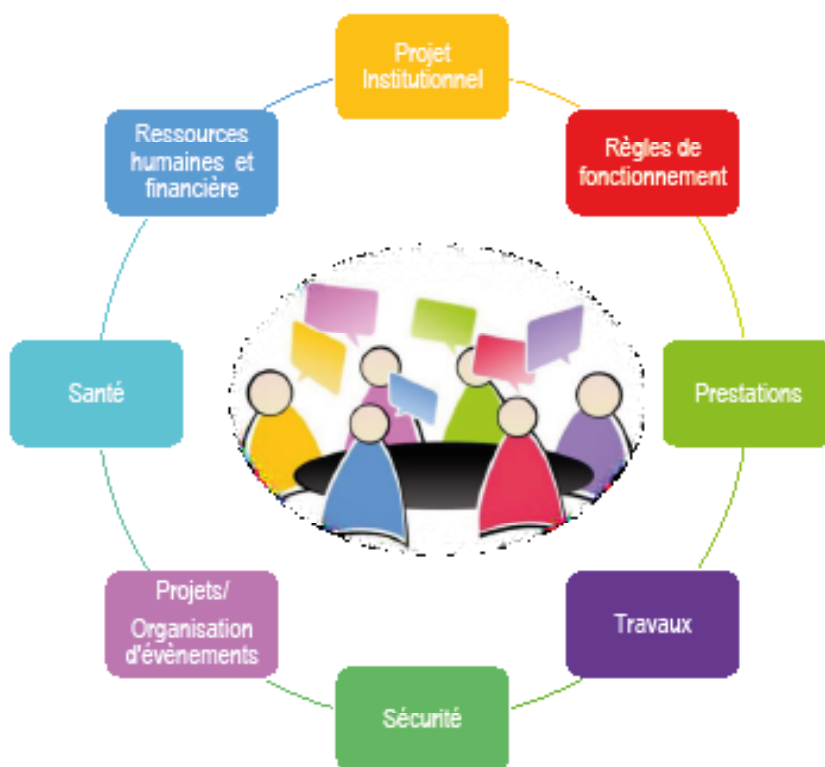 Projet
Institutionnel
Règles de
fonctionnement
Prestations
Travaux
Sécurité
Projets/
Organisation
d'évènements
Santé
Ressources
humaines et
financière